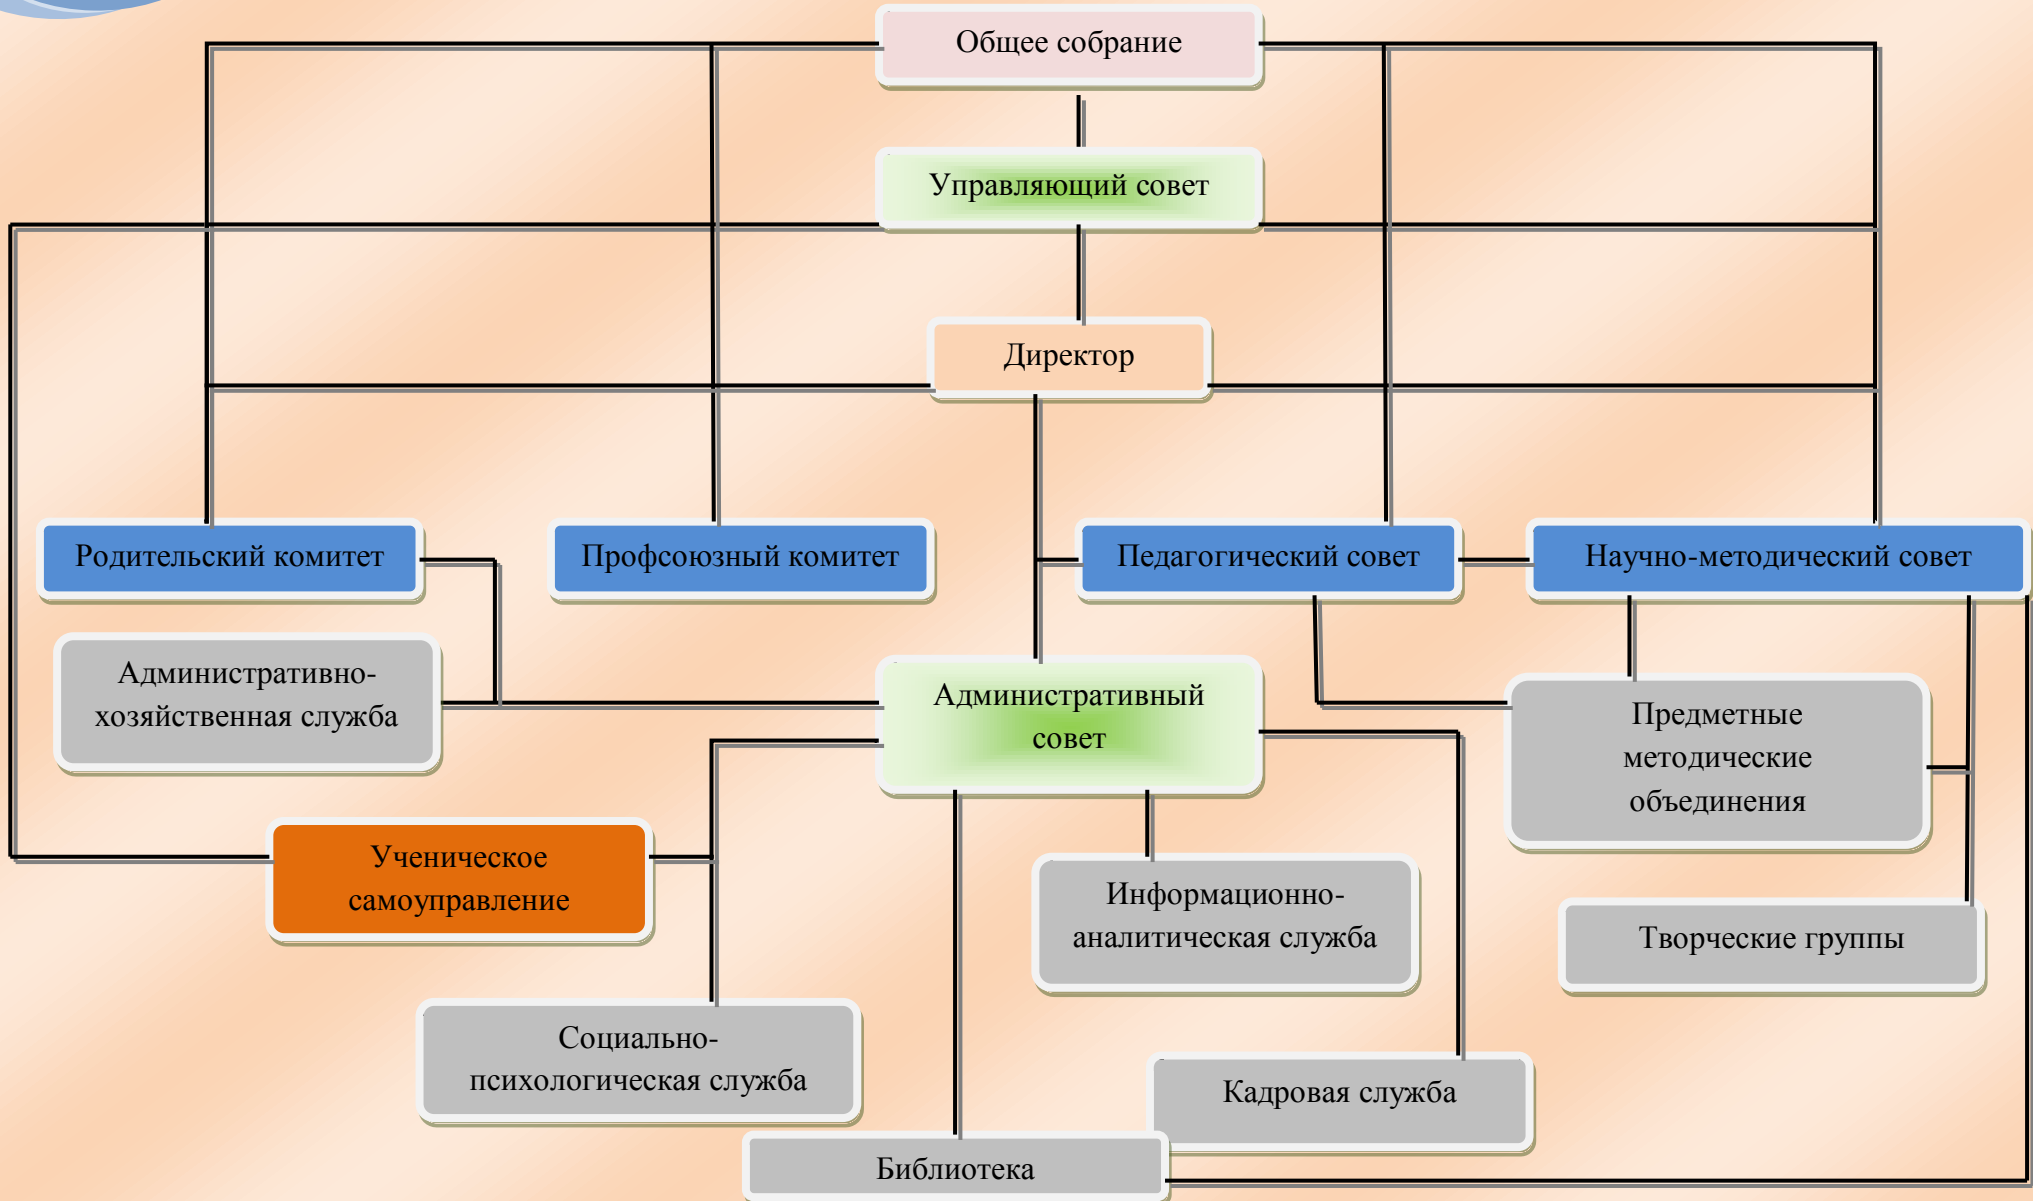 Общее собрание
Управляющий совет
Директор
Родительский комитет
Профсоюзный комитет
Педагогический совет
Научно-методический совет
Административно-
хозяйственная служба
Административный
совет
Предметные
методические
объединения
Ученическое
самоуправление
Информационно-
аналитическая служба
Творческие группы
Социально-
психологическая служба
Кадровая служба
Библиотека